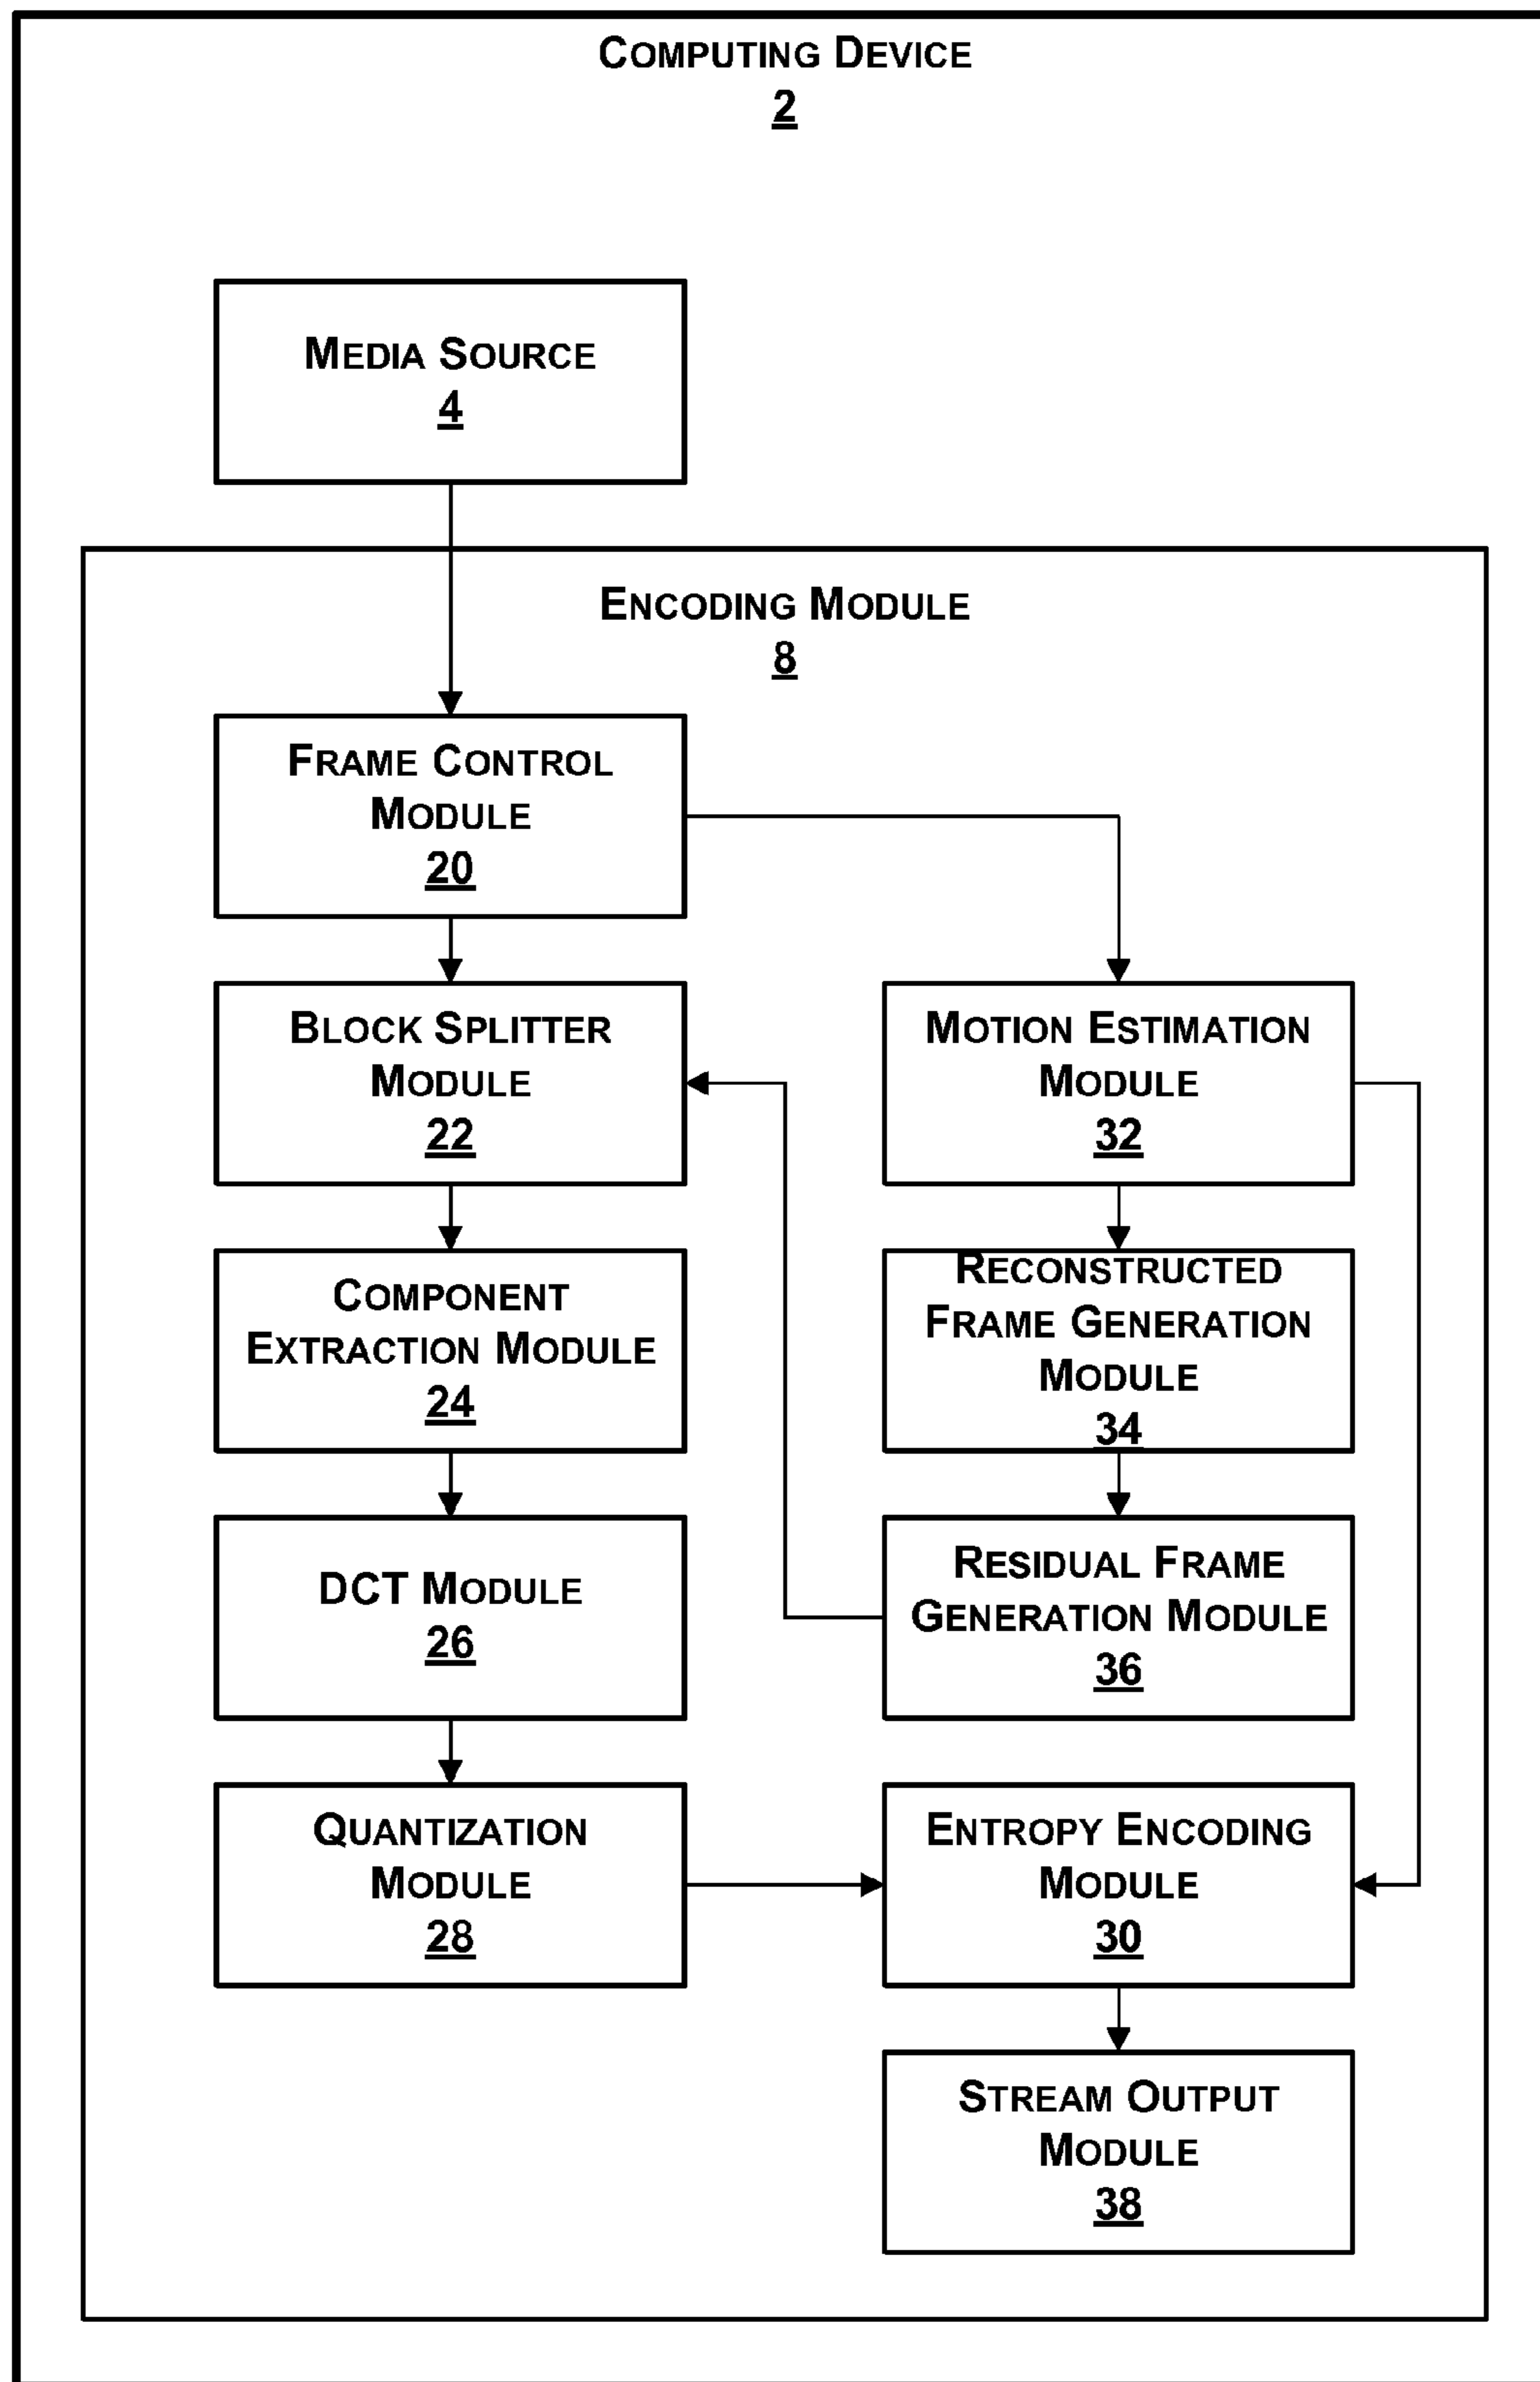 COMPUTING DEVICE
2
MEDIA SOURCE
4
ENCODING MODULE
8
FRAME CONTROL
MODULE
20
BLOCK SPLITTER
MODULE
22
MOTION ESTIMATION
MODULE
32
COMPONENT
EXTRACTION MODULE
24
RECONSTRUCTED
FRAME GENERATION
MODULE
34
DCT MODULE
26
RESIDUAL FRAME
GENERATION MODULE
36
QUANTIZATION
MODULE
28
ENTROPY ENCODING
MODULE
30
STREAM OUTPUT
MODULE
38